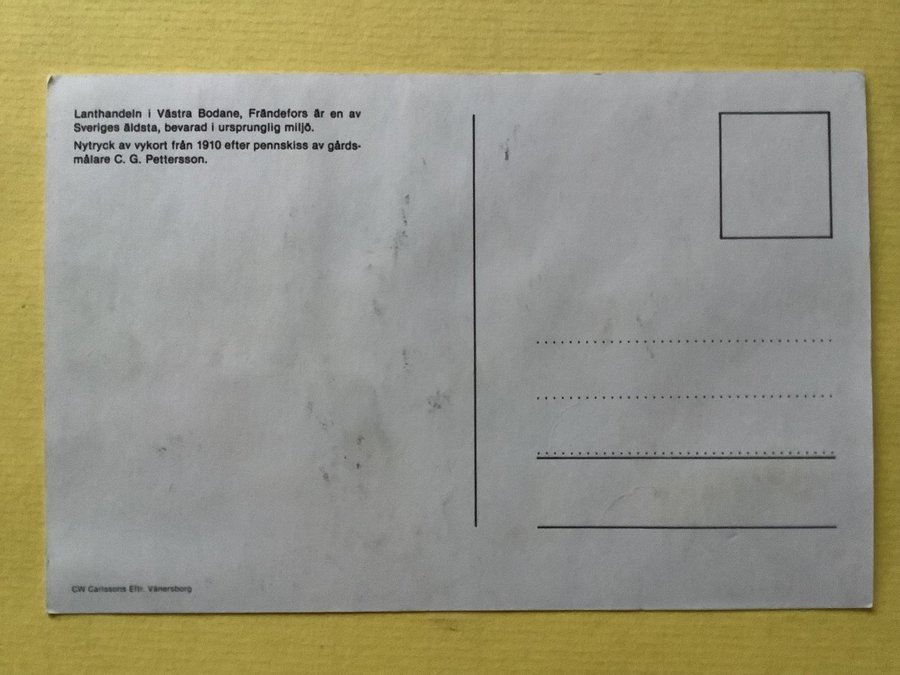 Lanthandeln i Västra Bodane, Frändefors är en av
Sveriges äldsta, bevarad i ursprunglig miljö.
Nytryck av vykort från 1910 efter pennskiss av gårds-
målare C. G. Pettersson.
CW Carlssons Eftr. Vänersborg